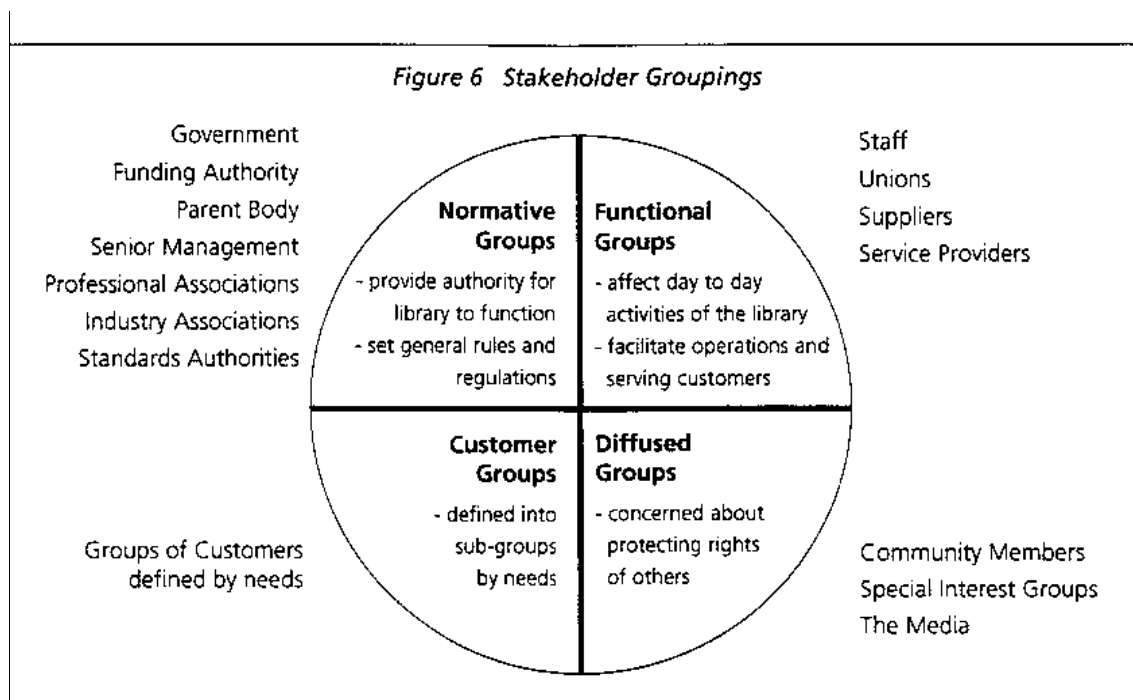 Figure 6 Stakeholder Groupings
Government
Funding Authority
Parent Body
Senior Management
Professional Associations
Industry Associations
Standards Authorities
Normative
Groups
- provide authority for
library to function
- set general rules and
regulations
Functional
Groups
- affect day to day
activities of the library
- facilitate operations and
serving customers
Staff
Unions
Suppliers
Service Providers
Groups of Customers
defined by needs
Customer
Groups
- defined into
sub-groups
by needs
Diffused
Groups
- concerned about
protecting rights
of others
Community Members
Special Interest Groups
The Media